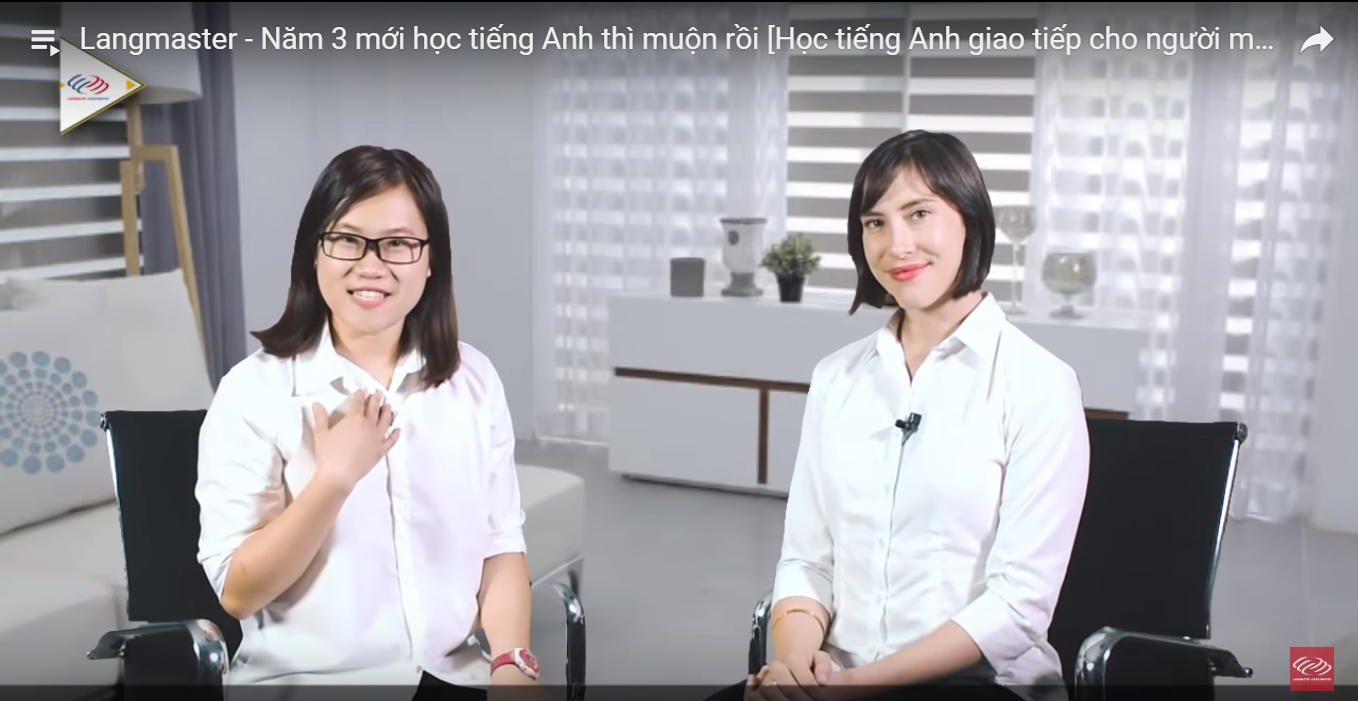 Langmaster - Năm 3 mới học tiếng Anh thì muộn rồi [Học tiếng Anh giao tiếp cho người m...